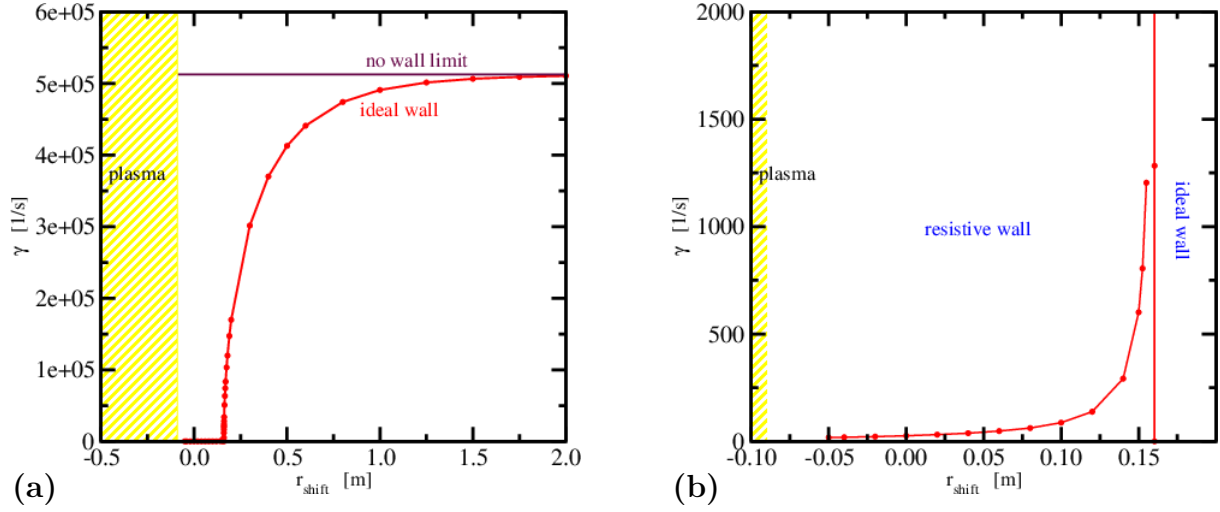 6e+05
5e+05
4e+05
3e+05
2e+05
1e+05
0
γ [1/s]
no wall limit
ideal wall
plasma
-0.5
0.0
0.5
1.0
1.5
2.0
r_shift [m]
(a)
2000
1500
1000
500
0
γ [1/s]
plasma
resistive wall
ideal wall
-0.10
-0.05
0.00
0.05
0.10
0.15
r_shift [m]
(b)